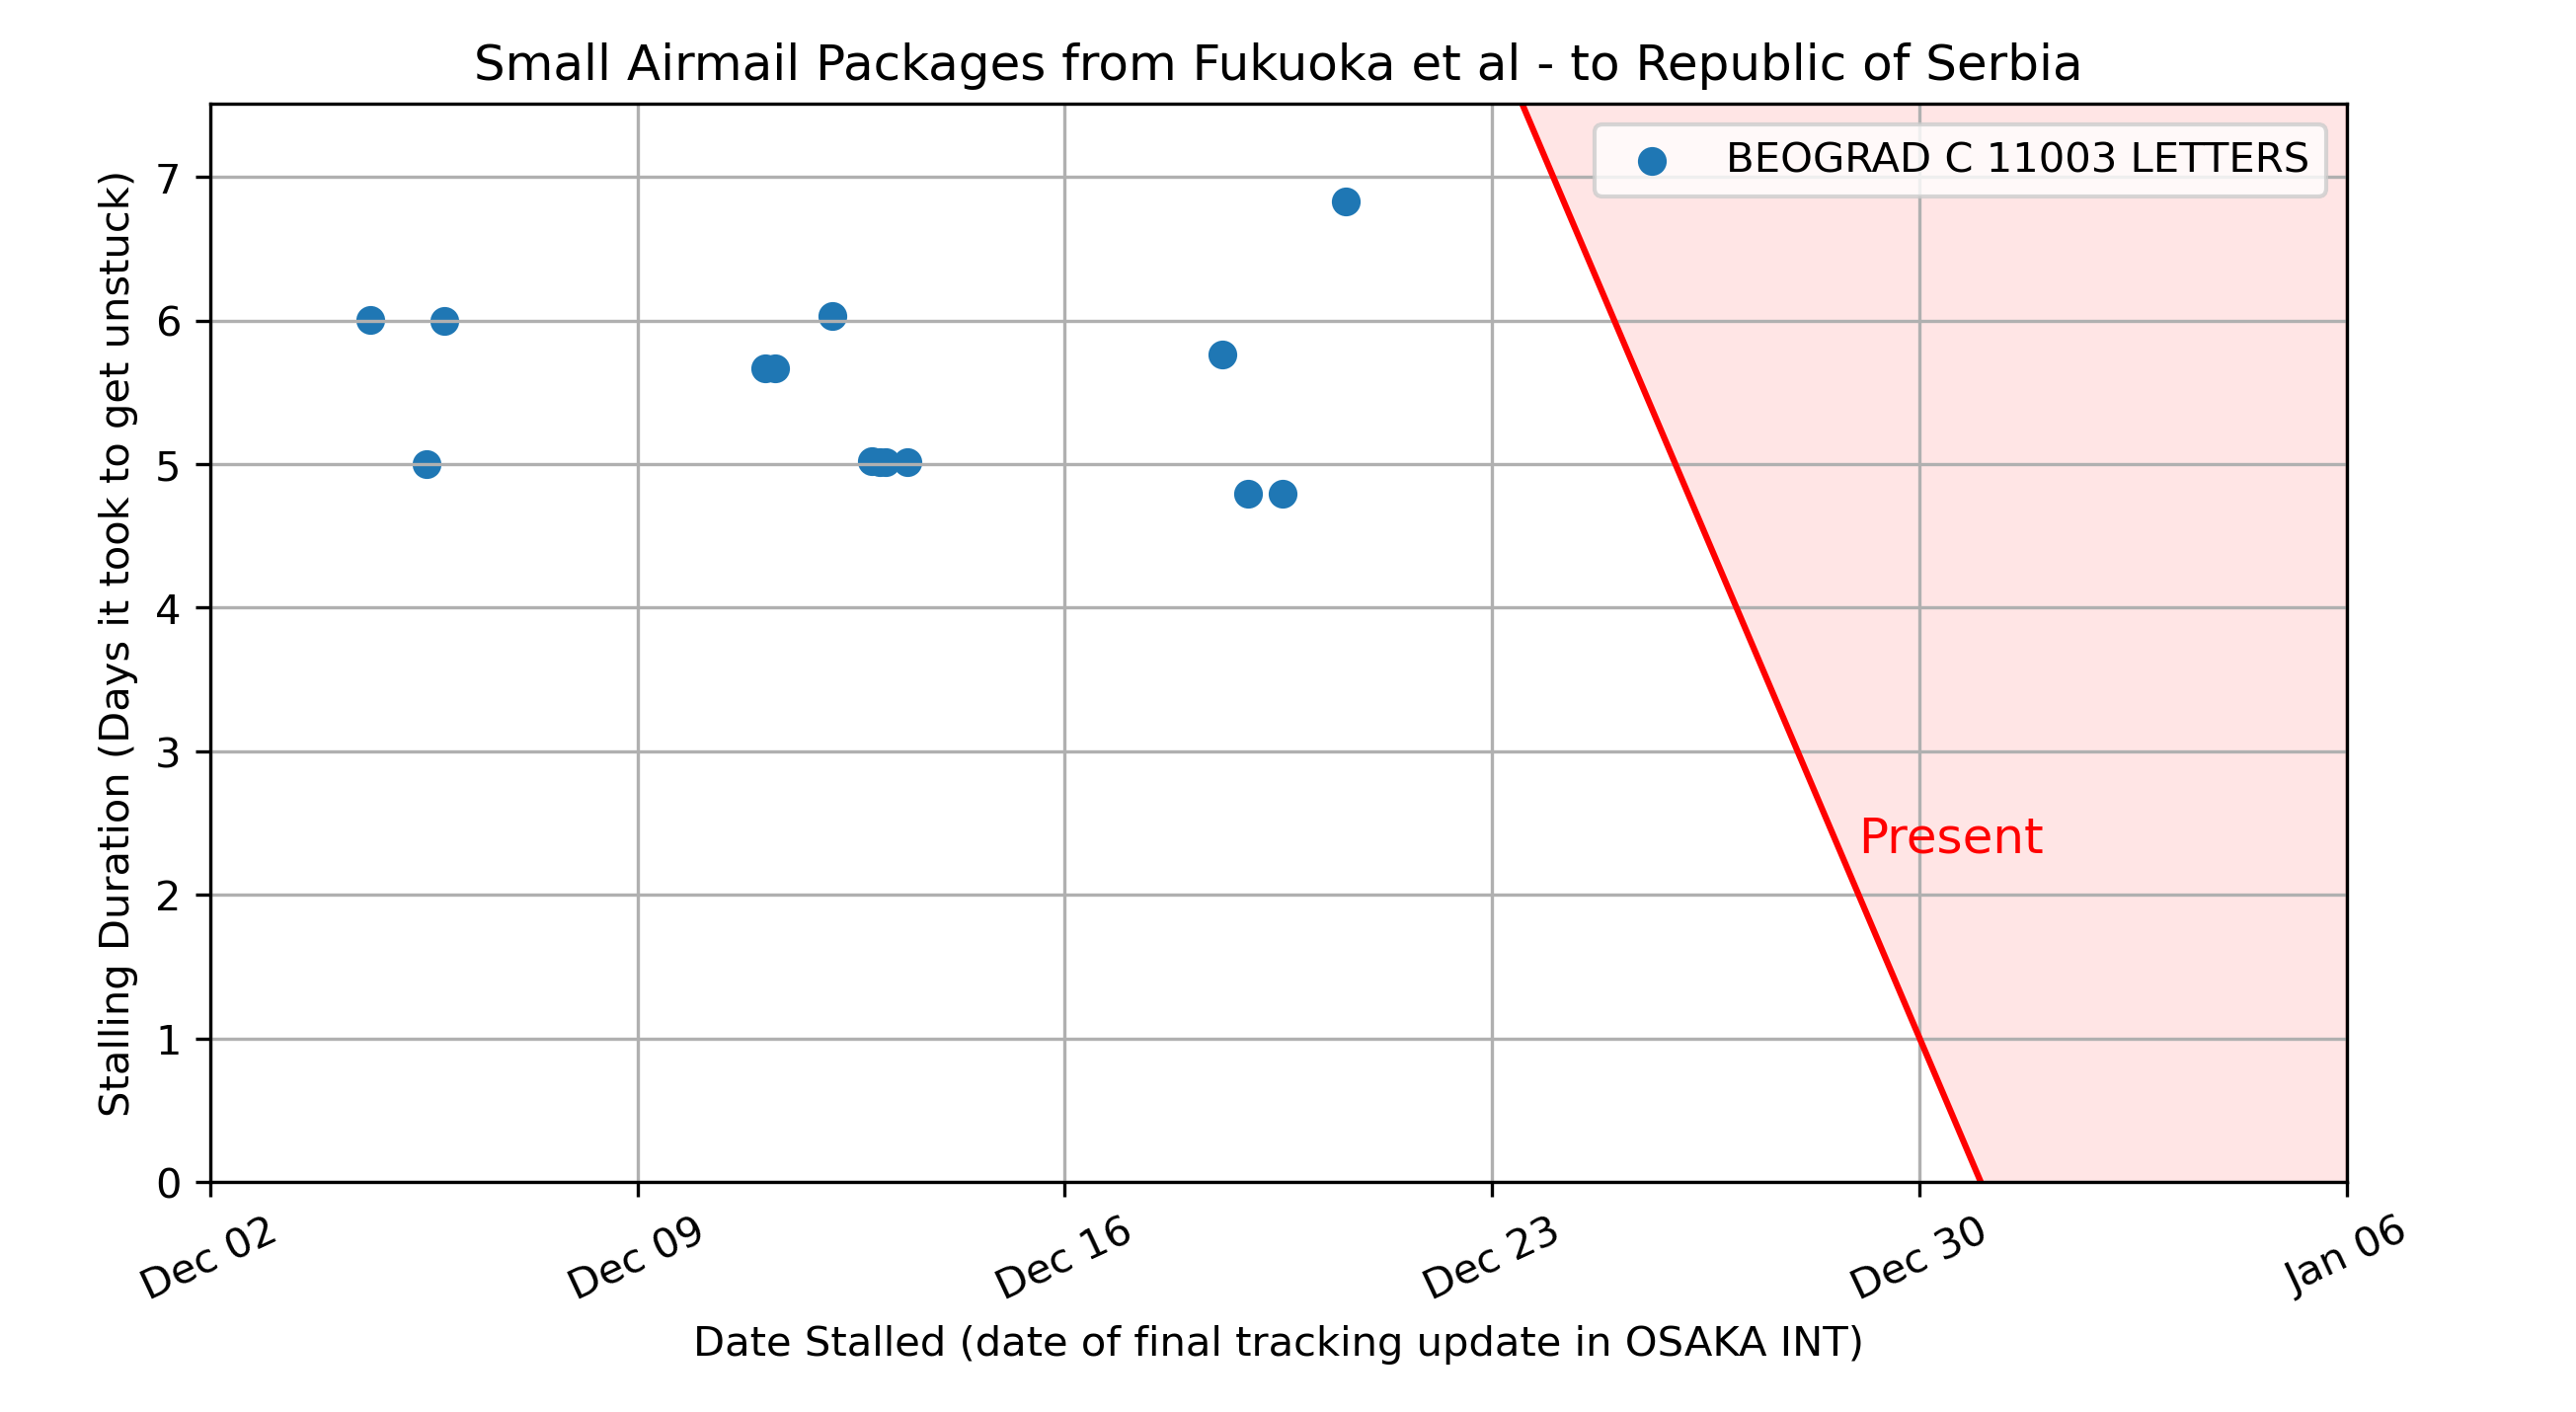 Small Airmail Packages from Fukuoka et al - to Republic of Serbia
BEOGRAD C 11003 LETTERS
Stalling Duration (Days it took to get unstuck)
7
6
5
4
3
2
1
0
Present
Dec 02
Dec 09
Dec 16
Dec 23
Dec 30
Jan 06
Date Stalled (date of final tracking update in OSAKA INT)